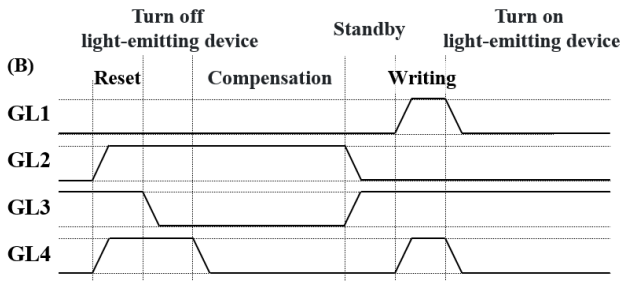 Turn off
light-emitting device
Standby
Turn on
light-emitting device
(B)
Reset
Compensation
Writing
GL1
GL2
GL3
GL4